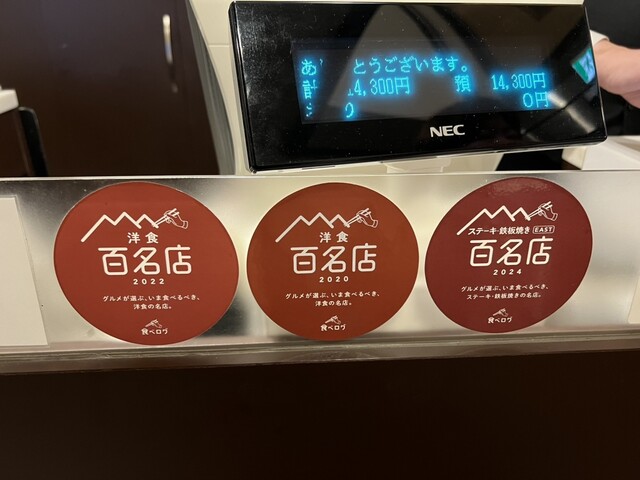 あ とうございます。
計 14,300円 預 14,300円
0円
NEC
洋食
百名店
2022
グルメが選ぶ、いま食べるべき、
洋食の名店。
食べログ
洋食
百名店
2020
グルメが選ぶ、いま食べるべき、
洋食の名店。
食べログ
ステーキ・鉄板焼き EAST
百名店
2024
グルメが選ぶ、いま食べるべき、
ステーキ・鉄板焼きの名店。
食べログ